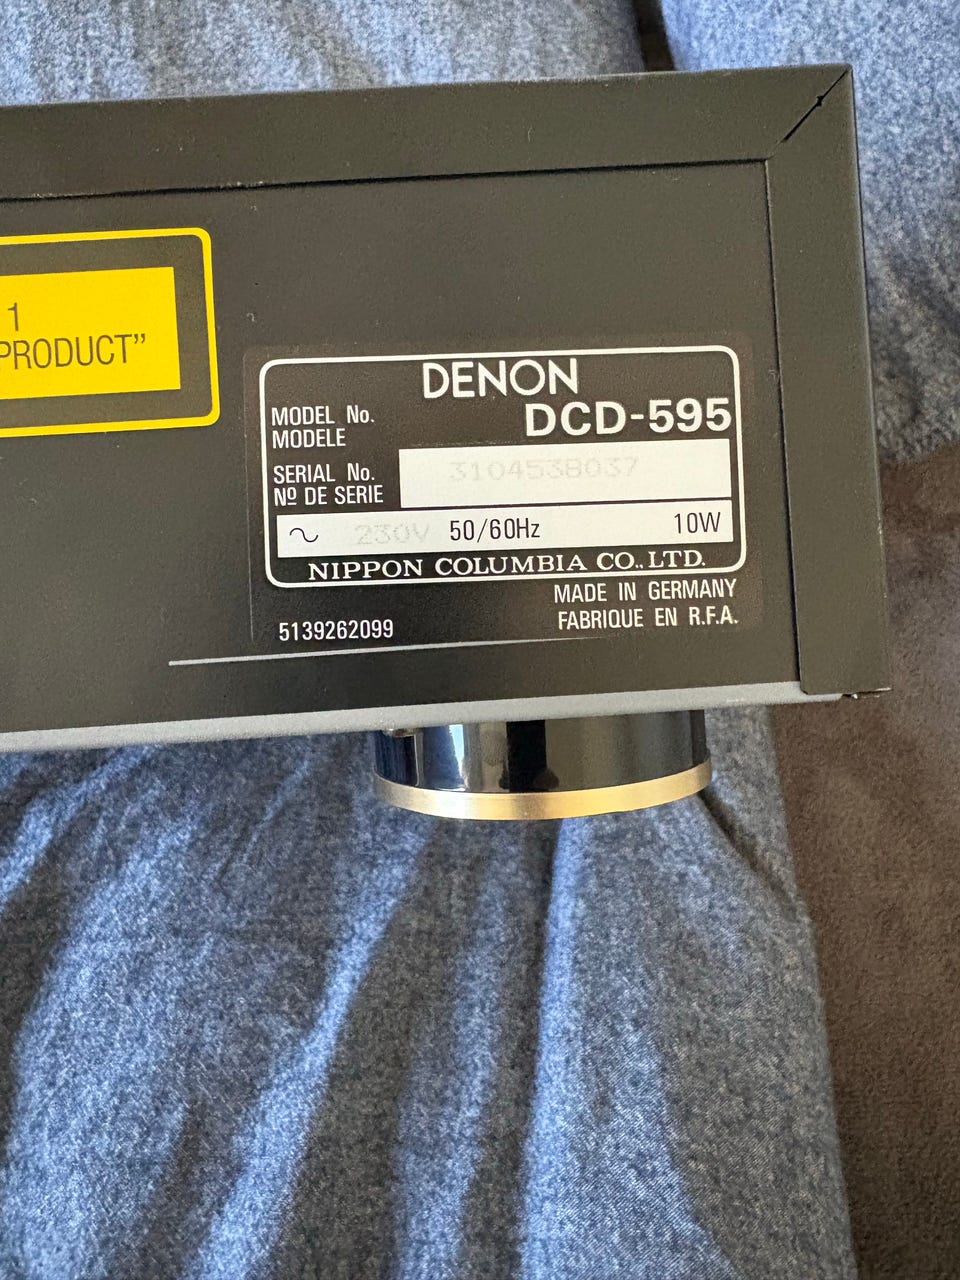 1
PRODUCT”
DENON
MODEL No.
MODELE
DCD-595
SERIAL No.
Nº DE SERIE
3104538037
~ 230V 50/60Hz 10W
NIPPON COLUMBIA CO.,LTD.
MADE IN GERMANY
FABRIQUE EN R.F.A.
5139262099